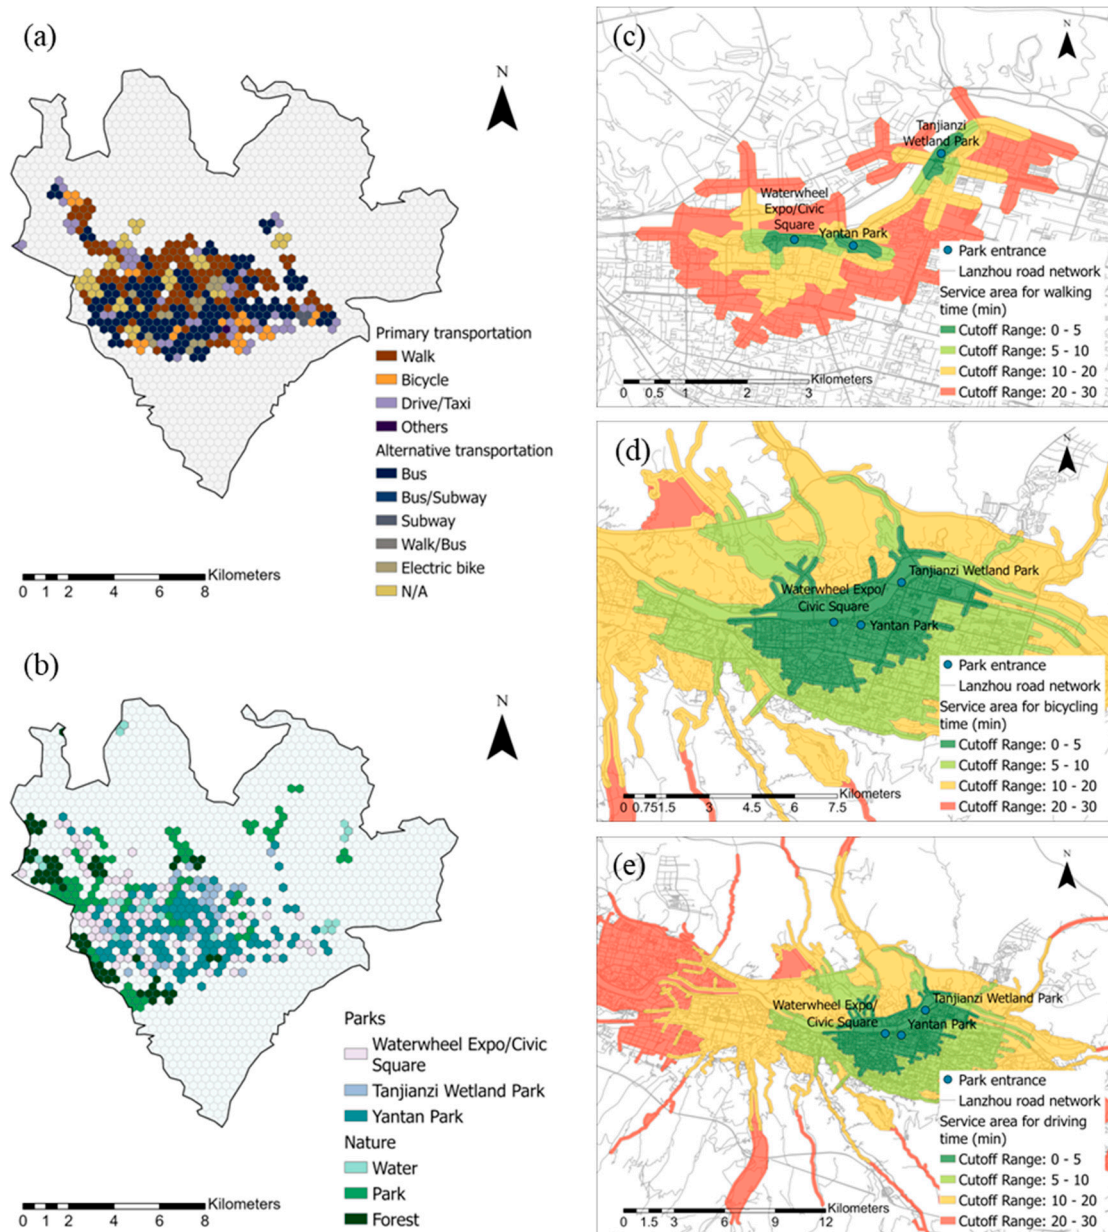 (a)
N
Primary transportation
Walk
Bicycle
Drive/Taxi
Others
Alternative transportation
Bus
Bus/Subway
Subway
Walk/Bus
Electric bike
N/A
Kilometers
0 1 2 4 6 8
(b)
N
Parks
Waterwheel Expo/Civic
Square
Tanjianzi Wetland Park
Yantan Park
Nature
Water
Park
Forest
Kilometers
0 1 2 4 6 8
(c)
N
Tanjianzi
Wetland Park
Waterwheel
Expo/Civic
Square
Yantan Park
Park entrance
Lanzhou road network
Service area for walking
time (min)
Cutoff Range: 0 - 5
Cutoff Range: 5 - 10
Cutoff Range: 10 - 20
Cutoff Range: 20 - 30
Kilometers
0 0.5 1 2 3
(d)
N
Tanjianzi Wetland Park
Waterwheel Expo/
Civic Square
Yantan Park
Park entrance
Lanzhou road network
Service area for bicycling
time (min)
Cutoff Range: 0 - 5
Cutoff Range: 5 - 10
Cutoff Range: 10 - 20
Cutoff Range: 20 - 30
Kilometers
0 0.75 1.5 3 4.5 6 7.5
(e)
N
Tanjianzi Wetland Park
Waterwheel Expo/
Civic Square
Yantan Park
Park entrance
Lanzhou road network
Service area for driving
time (min)
Cutoff Range: 0 - 5
Cutoff Range: 5 - 10
Cutoff Range: 10 - 20
Cutoff Range: 20 - 30
Kilometers
0 1.5 3 6 9 12